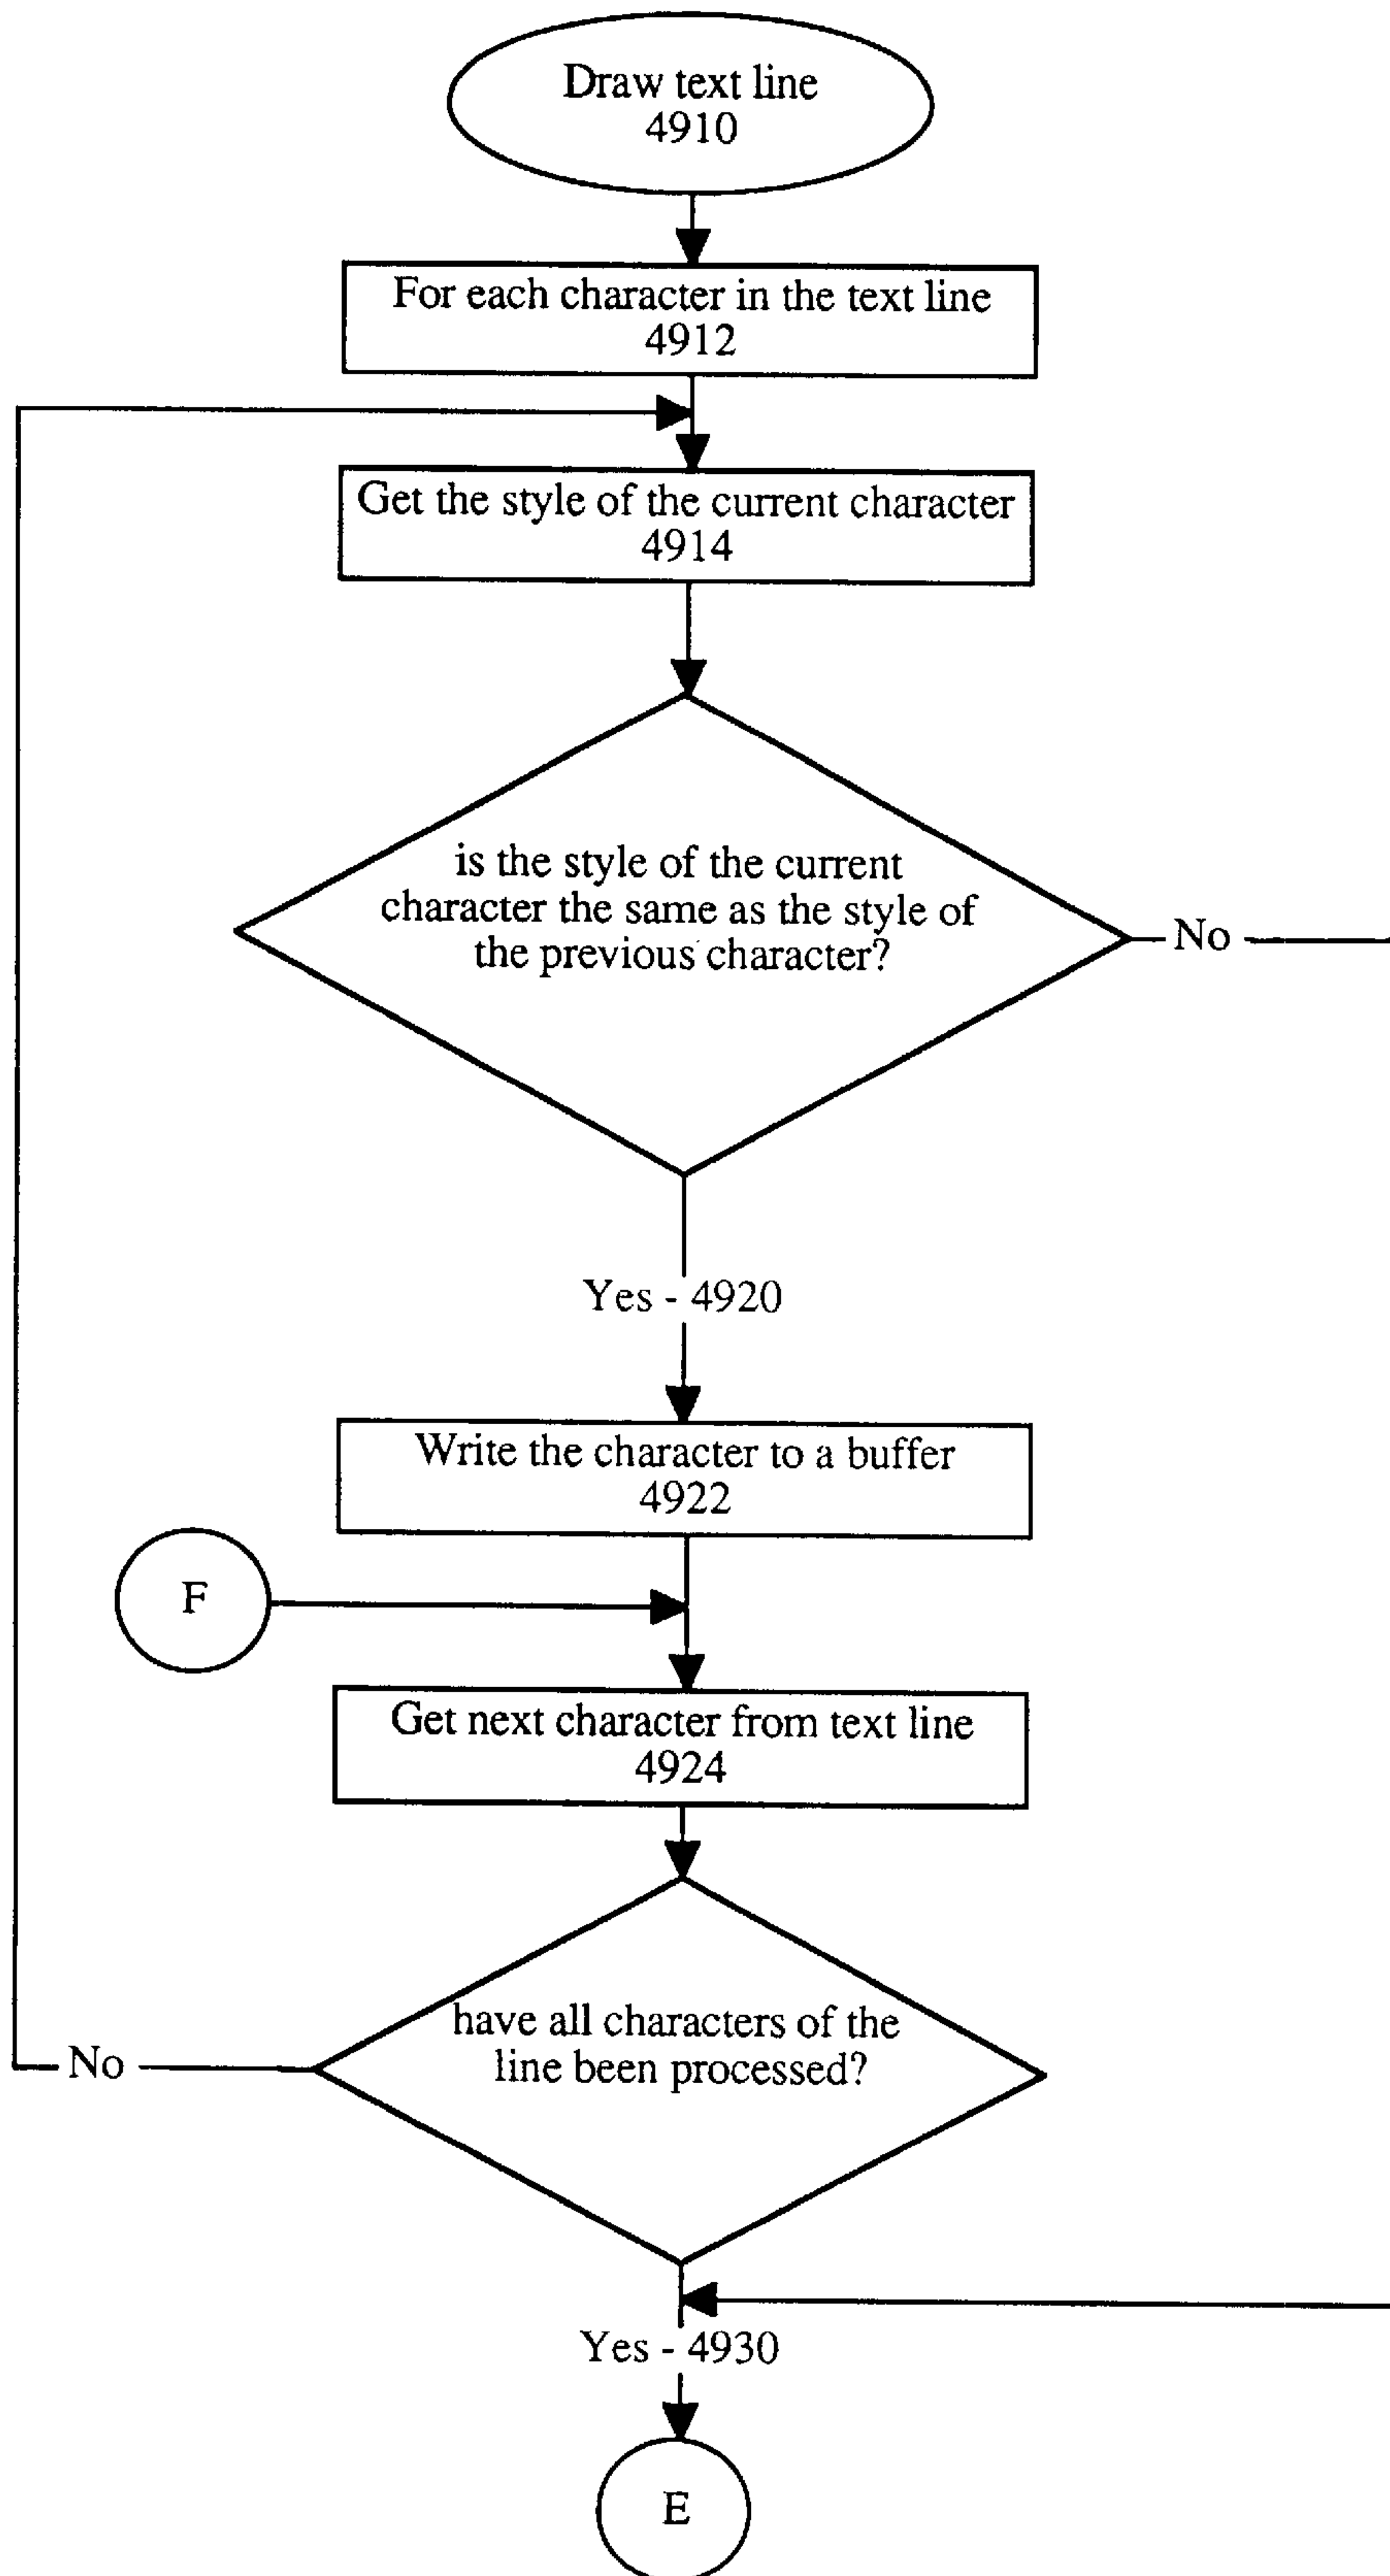 Draw text line
4910
For each character in the text line
4912
Get the style of the current character
4914
is the style of the current
character the same as the style of
the previous character?
No
Yes - 4920
Write the character to a buffer
4922
F
Get next character from text line
4924
have all characters of the
line been processed?
No
Yes - 4930
E